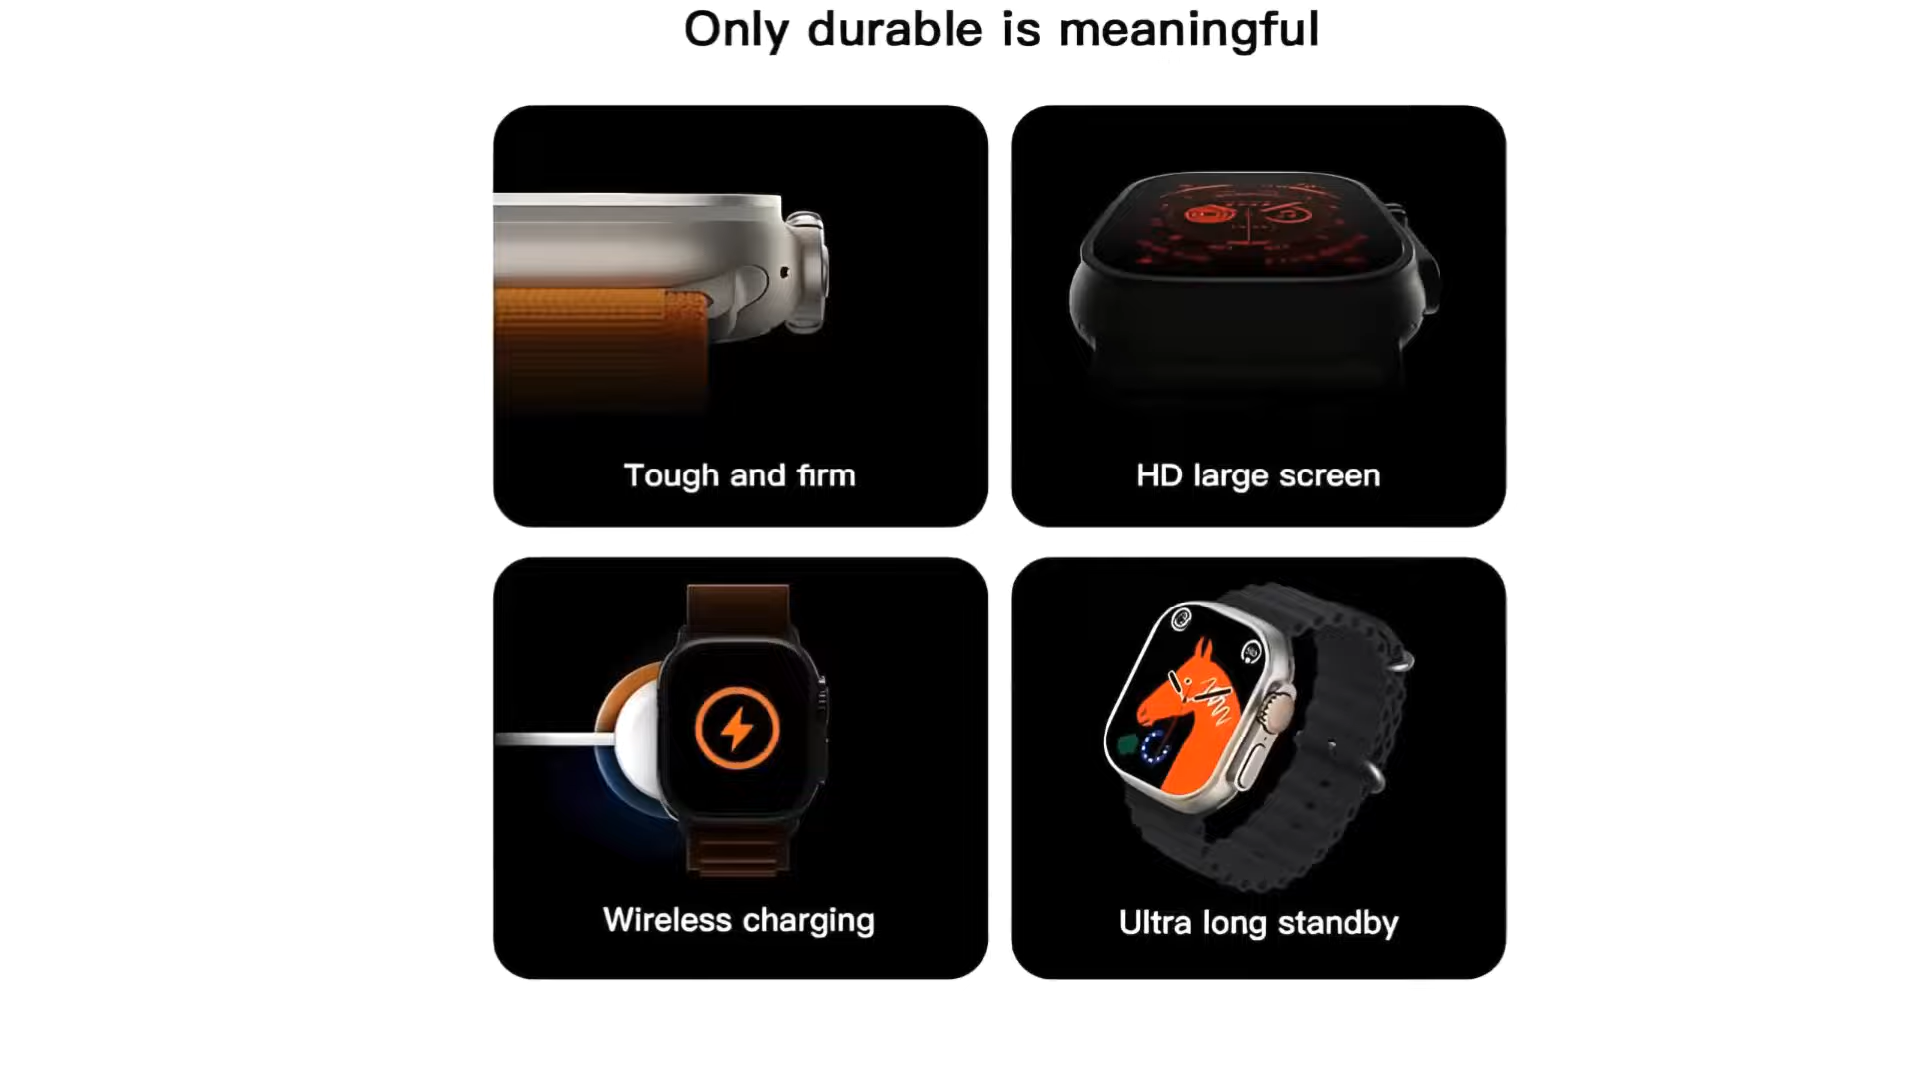 Only durable is meaningful
Tough and firm
HD large screen
Wireless charging
Ultra long standby